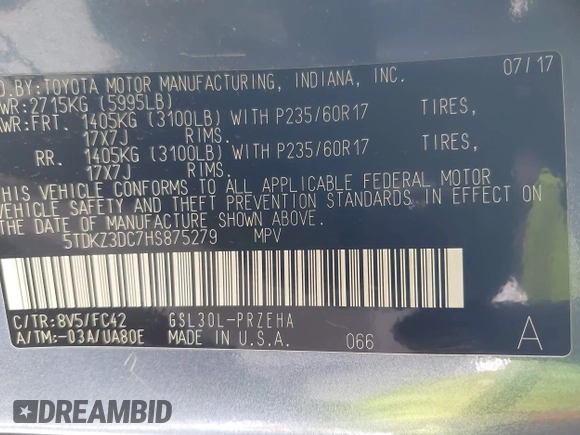 D.BY:TOYOTA MOTOR MANUFACTURING, INDIANA, INC. 07/17
WR:2715KG (5995LB)
AWR:FRT. 1405KG (3100LB) WITH P235/60R17 TIRES,
17X7J RIMS.
RR. 1405KG (3100LB) WITH P235/60R17 TIRES,
17X7J RIMS.
THIS VEHICLE CONFORMS TO ALL APPLICABLE FEDERAL MOTOR
VEHICLE SAFETY AND THEFT PREVENTION STANDARDS IN EFFECT ON
THE DATE OF MANUFACTURE SHOWN ABOVE.
5TDKZ3DC7HS875279 MPV
C/TR:8V5/FC42 GSL30L-PRZEHA
A/TM:-03A/UA80E MADE IN U.S.A. 066 A
DREAMBID